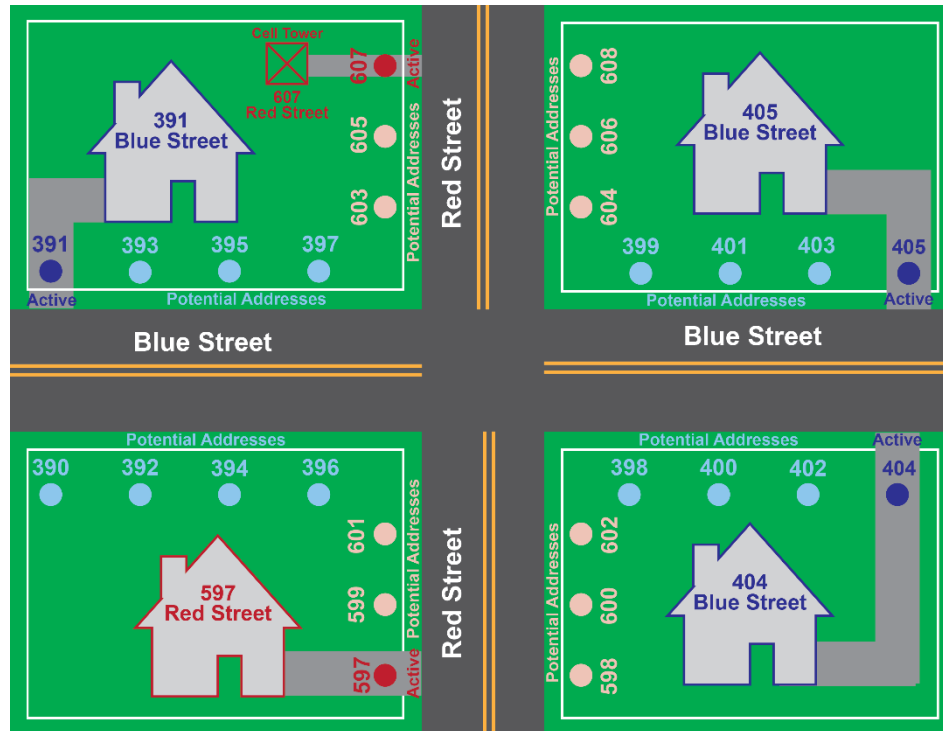 Cell Tower
607
Red Street
607
Active
605
603
Potential Addresses
391
Blue Street
391
Active
393
395
397
Potential Addresses
Red Street
608
606
604
Potential Addresses
405
Blue Street
399
401
403
405
Potential Addresses
Active
Blue Street
Blue Street
Potential Addresses
390
392
394
396
601
599
Potential Addresses
597
Red Street
597
Active
Red Street
Potential Addresses
Active
398
400
402
404
602
600
598
Potential Addresses
404
Blue Street